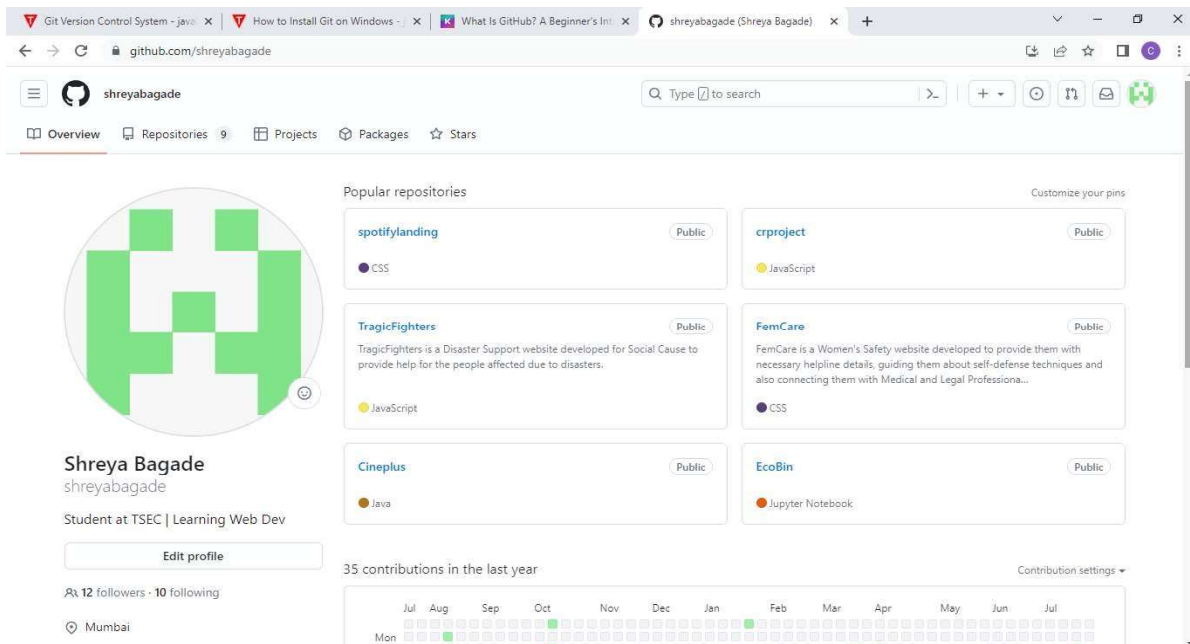 Git Version Control System - java
How to Install Git on Windows -
What Is GitHub? A Beginner's Int
shreyabagade (Shreya Bagade)
github.com/shreyabagade
C
shreyabagade
Type / to search
Overview
Repositories 9
Projects
Packages
Stars
Popular repositories
Customize your pins
spotifylanding
Public
CSS
crproject
Public
JavaScript
TragicFighters
Public
TragicFighters is a Disaster Support website developed for Social Cause to
provide help for the people affected due to disasters.
JavaScript
FemCare
Public
FemCare is a Women's Safety website developed to provide them with
necessary helpline details, guiding them about self-defense techniques and
also connecting them with Medical and Legal Professiona...
CSS
Cineplus
Public
Java
EcoBin
Public
Jupyter Notebook
Shreya Bagade
shreyabagade
Student at TSEC | Learning Web Dev
Edit profile
12 followers · 10 following
Mumbai
35 contributions in the last year
Contribution settings
Jul Aug Sep Oct Nov Dec Jan Feb Mar Apr May Jun Jul
Mon